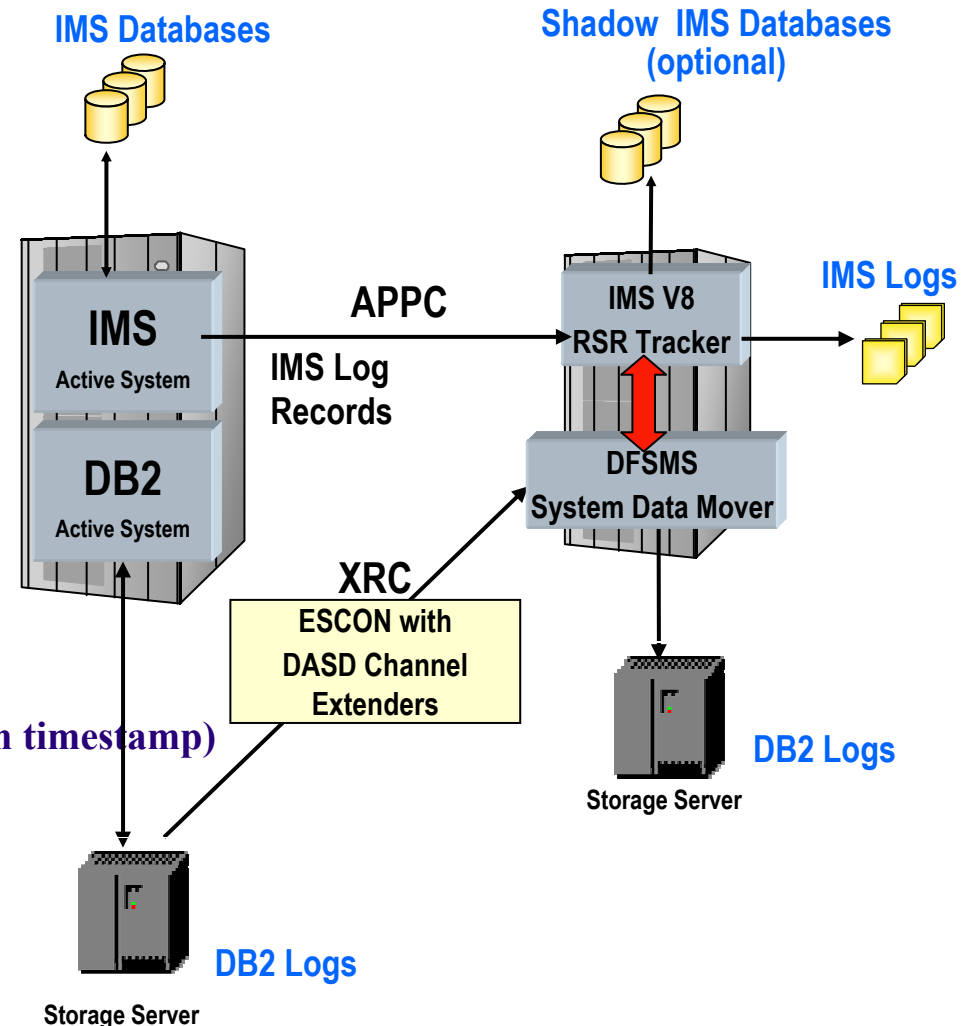 IMS Databases
Shadow IMS Databases
(optional)
IMS
Active System
DB2
Active System
APPC
IMS Log
Records
IMS V8
RSR Tracker
IMS Logs
DFSMS
System Data Mover
XRC
ESCON with
DASD Channel
Extenders
timestamp)
DB2 Logs
Storage Server
DB2 Logs
Storage Server